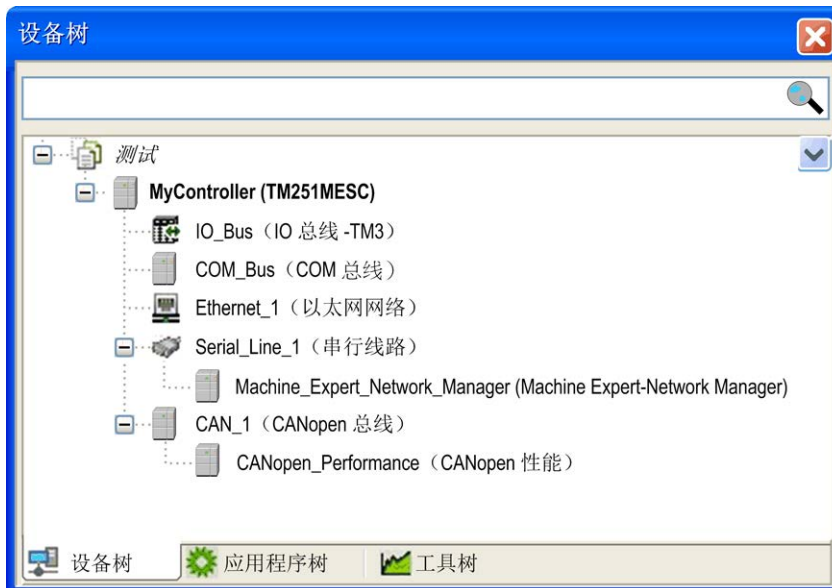 设备树
测试
MyController (TM251MESC)
IO_Bus（IO 总线 -TM3）
COM_Bus（COM 总线）
Ethernet_1（以太网网络）
Serial_Line_1（串行线路）
Machine_Expert_Network_Manager (Machine Expert-Network Manager)
CAN_1（CANopen 总线）
CANopen_Performance（CANopen 性能）
设备树 应用程序树 工具树